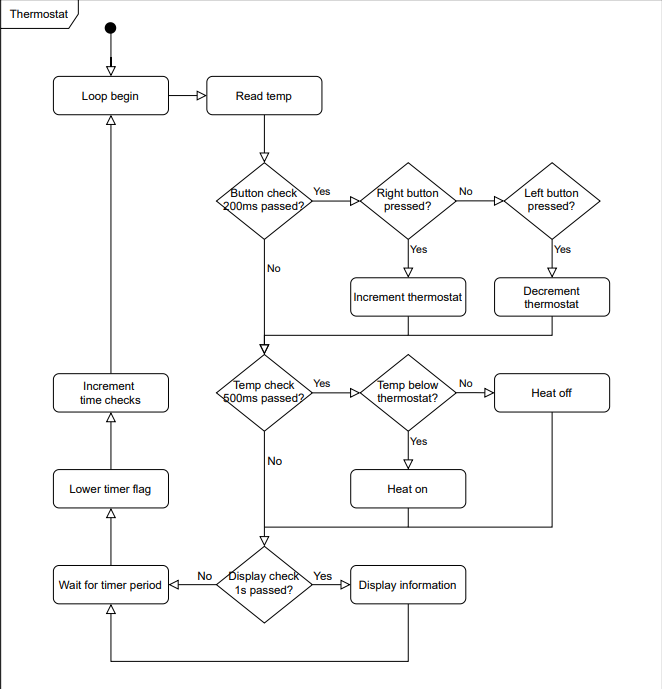 Thermostat
Loop begin
Read temp
Button check
200ms passed?
Yes
Right button
pressed?
No
Left button
pressed?
No
Yes
Yes
Increment thermostat
Decrement
thermostat
Increment
time checks
Temp check
500ms passed?
Yes
Temp below
thermostat?
No
Heat off
No
Yes
Lower timer flag
Heat on
Wait for timer period
No
Display check
1s passed?
Yes
Display information